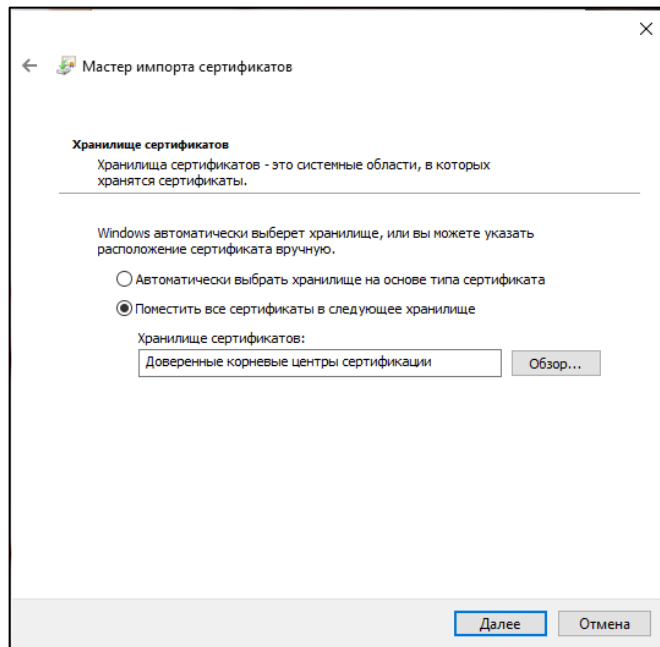 Мастер импорта сертификатов
Хранилище сертификатов
Хранилища сертификатов - это системные области, в которых
хранятся сертификаты.
Windows автоматически выберет хранилище, или вы можете указать
расположение сертификата вручную.
Автоматически выбрать хранилище на основе типа сертификата
Поместить все сертификаты в следующее хранилище
Хранилище сертификатов:
Доверенные корневые центры сертификации
Обзор...
Далее
Отмена